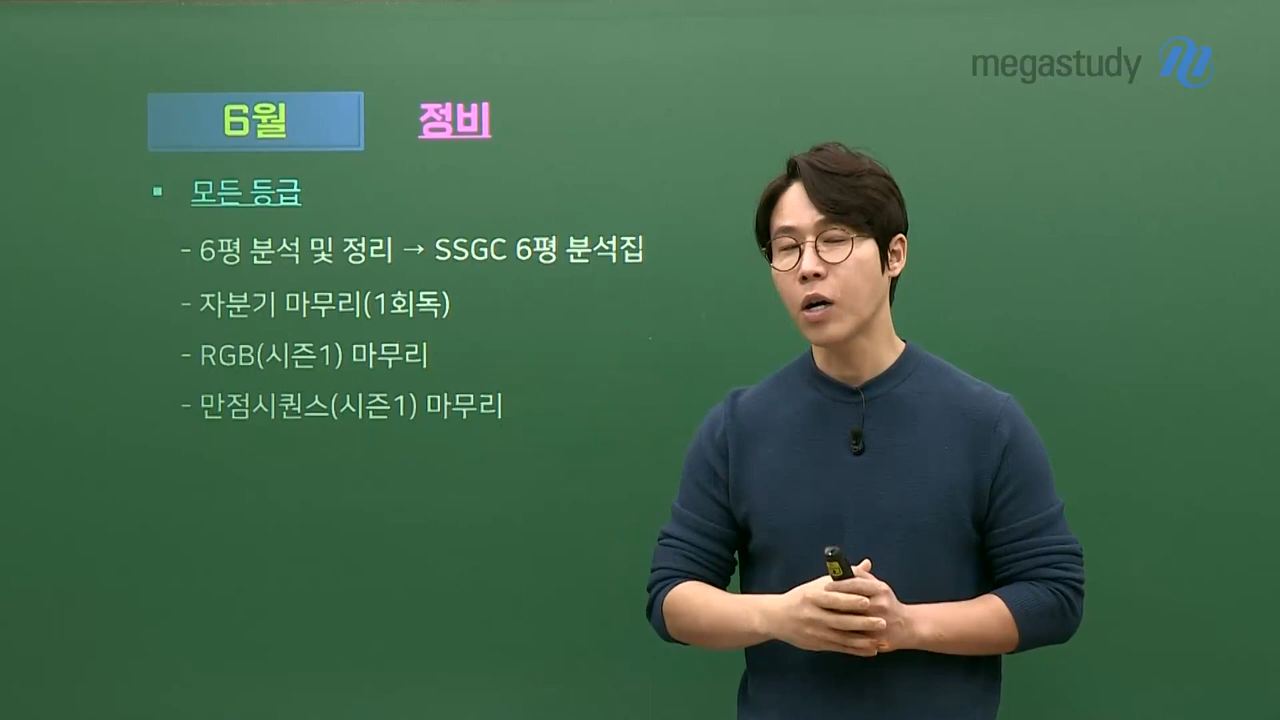 megastudy
6월 정비
▪ 모든 등급
- 6평 분석 및 정리 → SSGC 6평 분석집
- 자분기 마무리(1회독)
- RGB(시즌1) 마무리
- 만점시퀀스(시즌1) 마무리